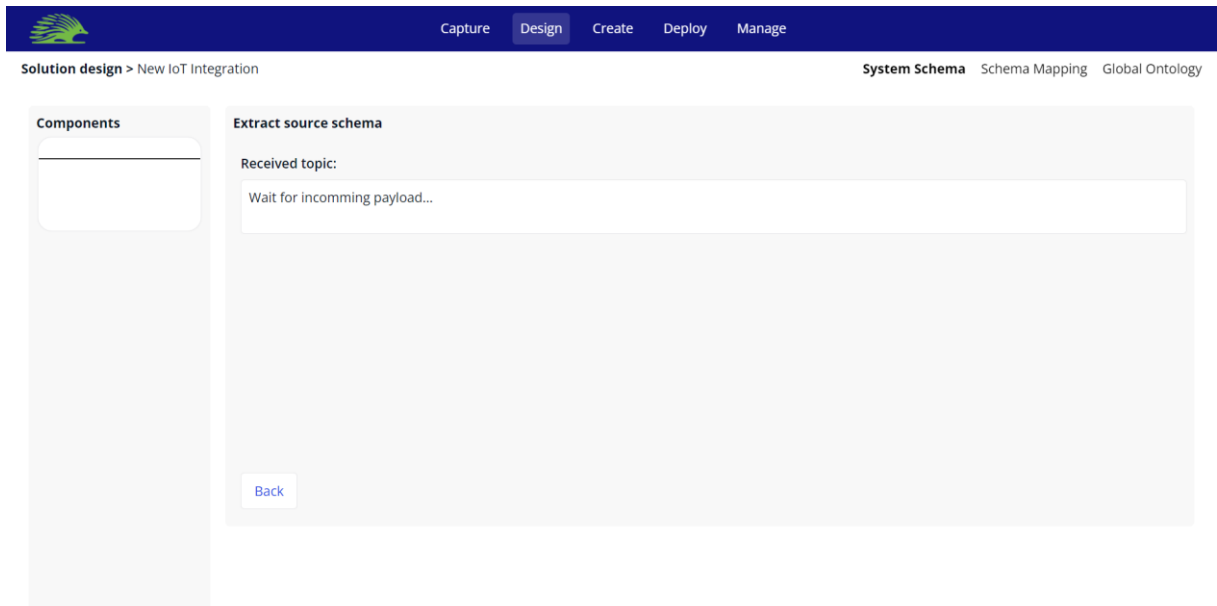 Capture Design Create Deploy Manage
Solution design > New IoT Integration
System Schema Schema Mapping Global Ontology
Components
Extract source schema
Received topic:
Wait for incomming payload...
Back